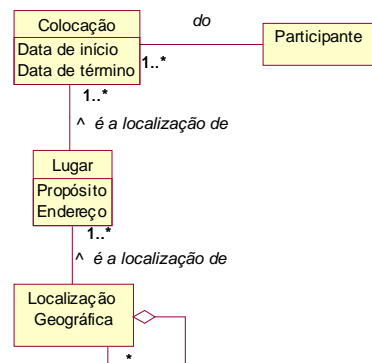 Colocação
Data de início
Data de término
do
1..*
Participante
1..*
^ é a localização de
Lugar
Propósito
Endereço
1..*
^ é a localização de
Localização
Geográfica
*